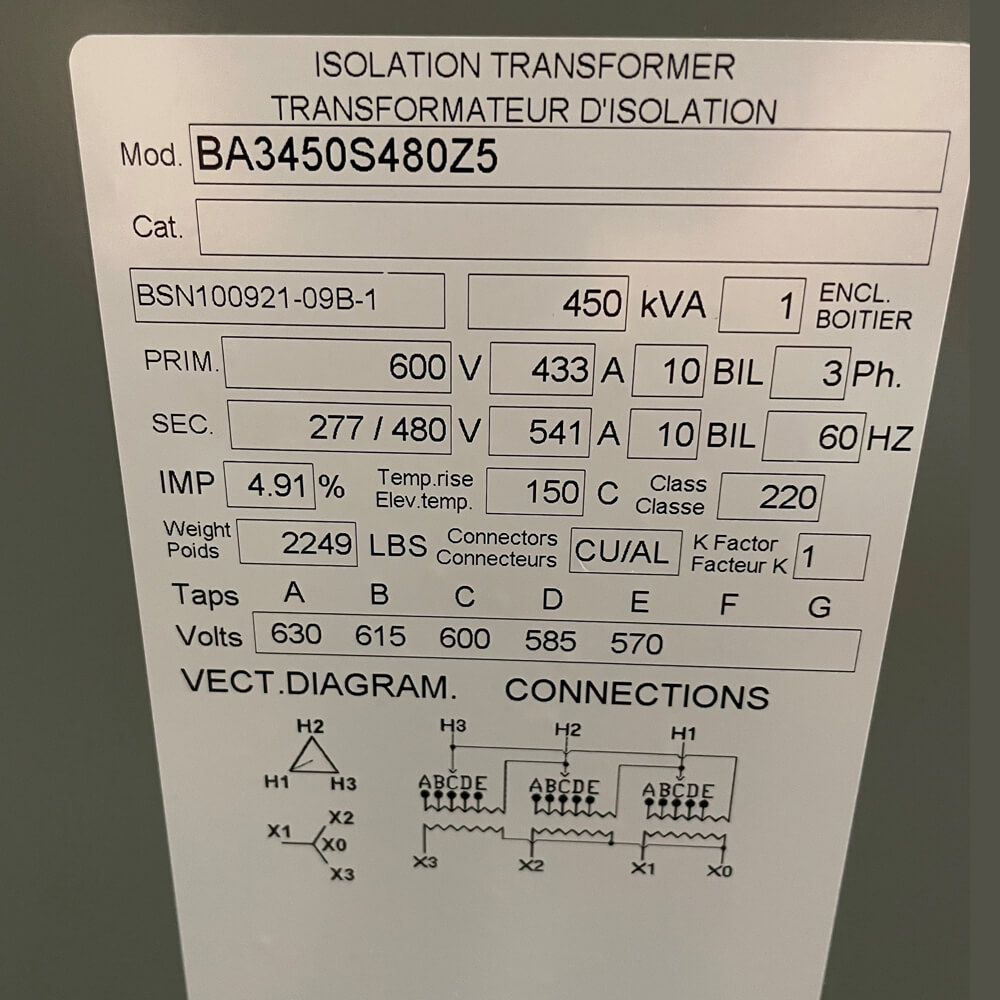 ISOLATION TRANSFORMER
TRANSFORMATEUR D'ISOLATION
Mod. BA3450S480Z5
Cat.
BSN100921-09B-1 450 kVA 1 ENCL. BOITIER
PRIM. 600 V 433 A 10 BIL 3 Ph.
SEC. 277 / 480 V 541 A 10 BIL 60 HZ
IMP 4.91 % Temp.rise Elev.temp. 150 C Class Classe 220
Weight Poids 2249 LBS Connectors Connecteurs CU/AL K Factor Facteur K 1
Taps A B C D E F G
Volts 630 615 600 585 570
VECT.DIAGRAM. CONNECTIONS
H2 H3 H2 H1
H1 H3 ABCDE ABCDE ABCDE
X2
X1 X0
X3 X3 X2 X1 X0